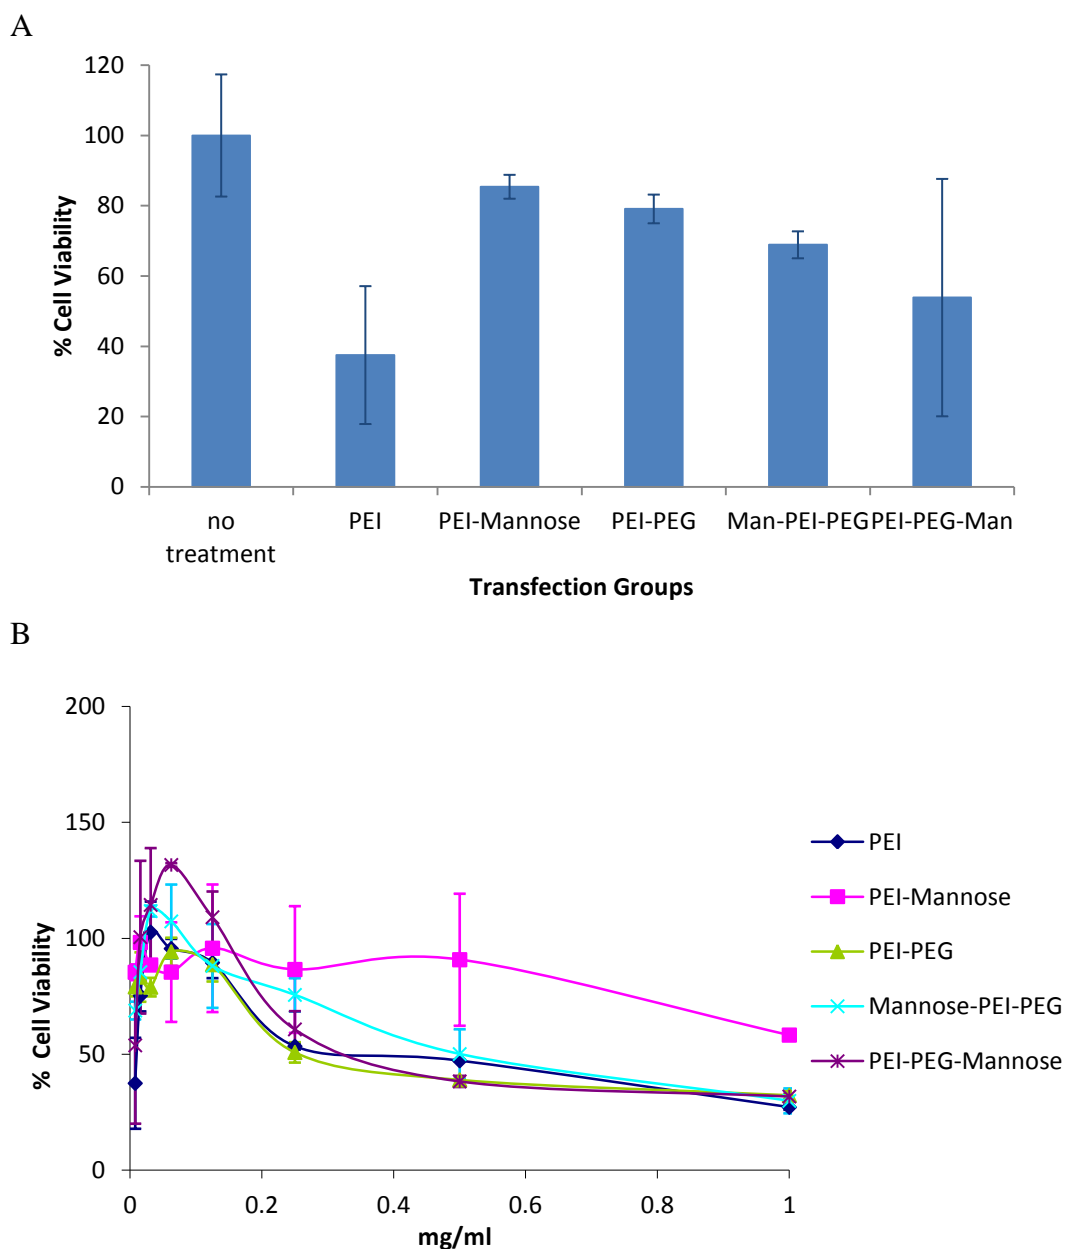 A
120
100
80
60
40
20
0
% Cell Viability
no treatment
PEI
PEI-Mannose
PEI-PEG
Man-PEI-PEG
PEI-PEG-Man
Transfection Groups
B
200
150
100
50
0
% Cell Viability
0
0.2
0.4
0.6
0.8
1
mg/ml
PEI
PEI-Mannose
PEI-PEG
Mannose-PEI-PEG
PEI-PEG-Mannose